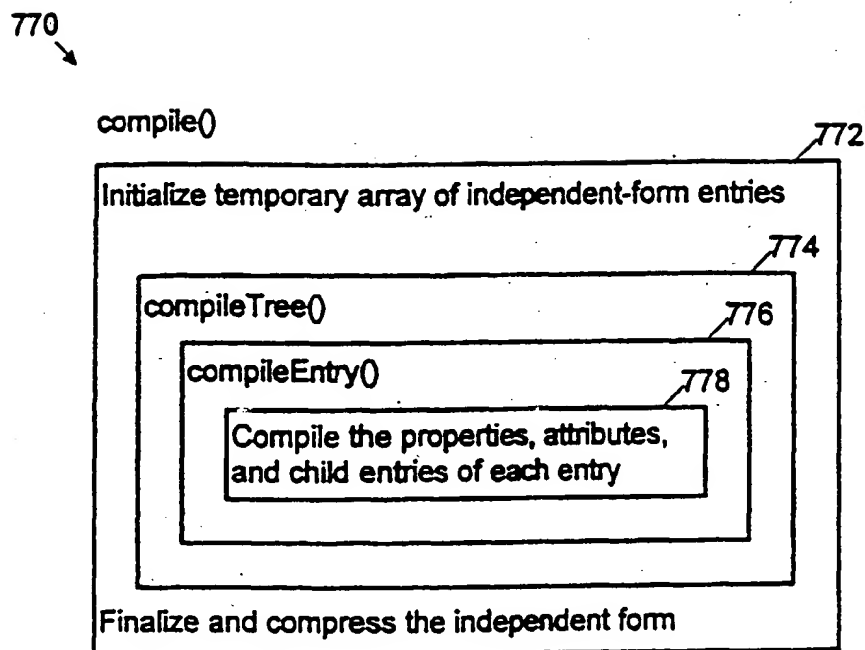 770
compile()
772
Initialize temporary array of independent-form entries
774
compileTree()
776
compileEntry()
778
Compile the properties, attributes,
and child entries of each entry
Finalize and compress the independent form